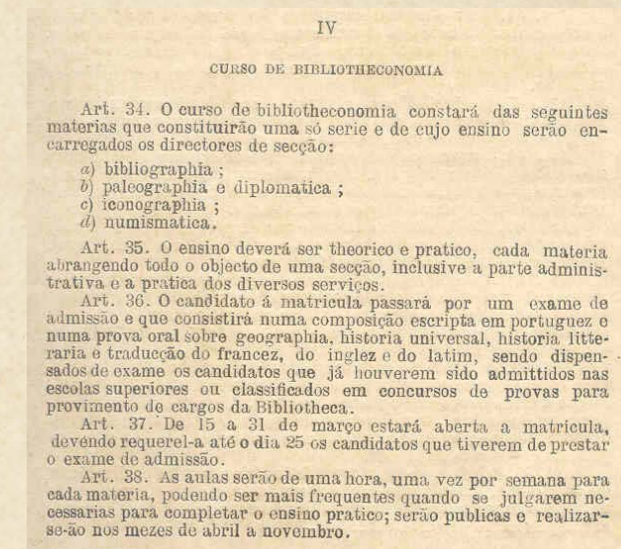 IV
CURSO DE BIBLIOTHECONOMIA
Art. 34. O curso de bibliotheconomia constará das seguintes
materias que constituirão uma só serie e de cujo ensino serão en-
carregados os directores de secção:
a) bibliographia ;
b) paleographia e diplomatica ;
c) iconographia ;
d) numismatica.
Art. 35. O ensino deverá ser theorico e pratico, cada materia
abrangendo todo o objecto de uma secção, inclusive a parte adminis-
trativa e a pratica dos diversos serviços.
Art. 36. O candidato á matricula passará por um exame de
admissão e que consistirá numa composição escripta em portuguez e
numa prova oral sobre geographia, historia universal, historia litte-
raria e traducção do francez, do inglez e do latim, sendo dispen-
sados de exame os candidatos que já houverem sido admittidos nas
escolas superiores ou classificados em concursos de provas para
provimento de cargos da Bibliotheca.
Art. 37. De 15 a 31 de março estará aberta a matricula,
devendo requerel-a até o dia 25 os candidatos que tiverem de prestar
o exame de admissão.
Art. 38. As aulas serão de uma hora, uma vez por semana para
cada materia, podendo ser mais frequentes quando se julgarem ne-
cessarias para completar o ensino pratico; serão publicas e realizar-
se-ão nos mezes de abril a novembro.